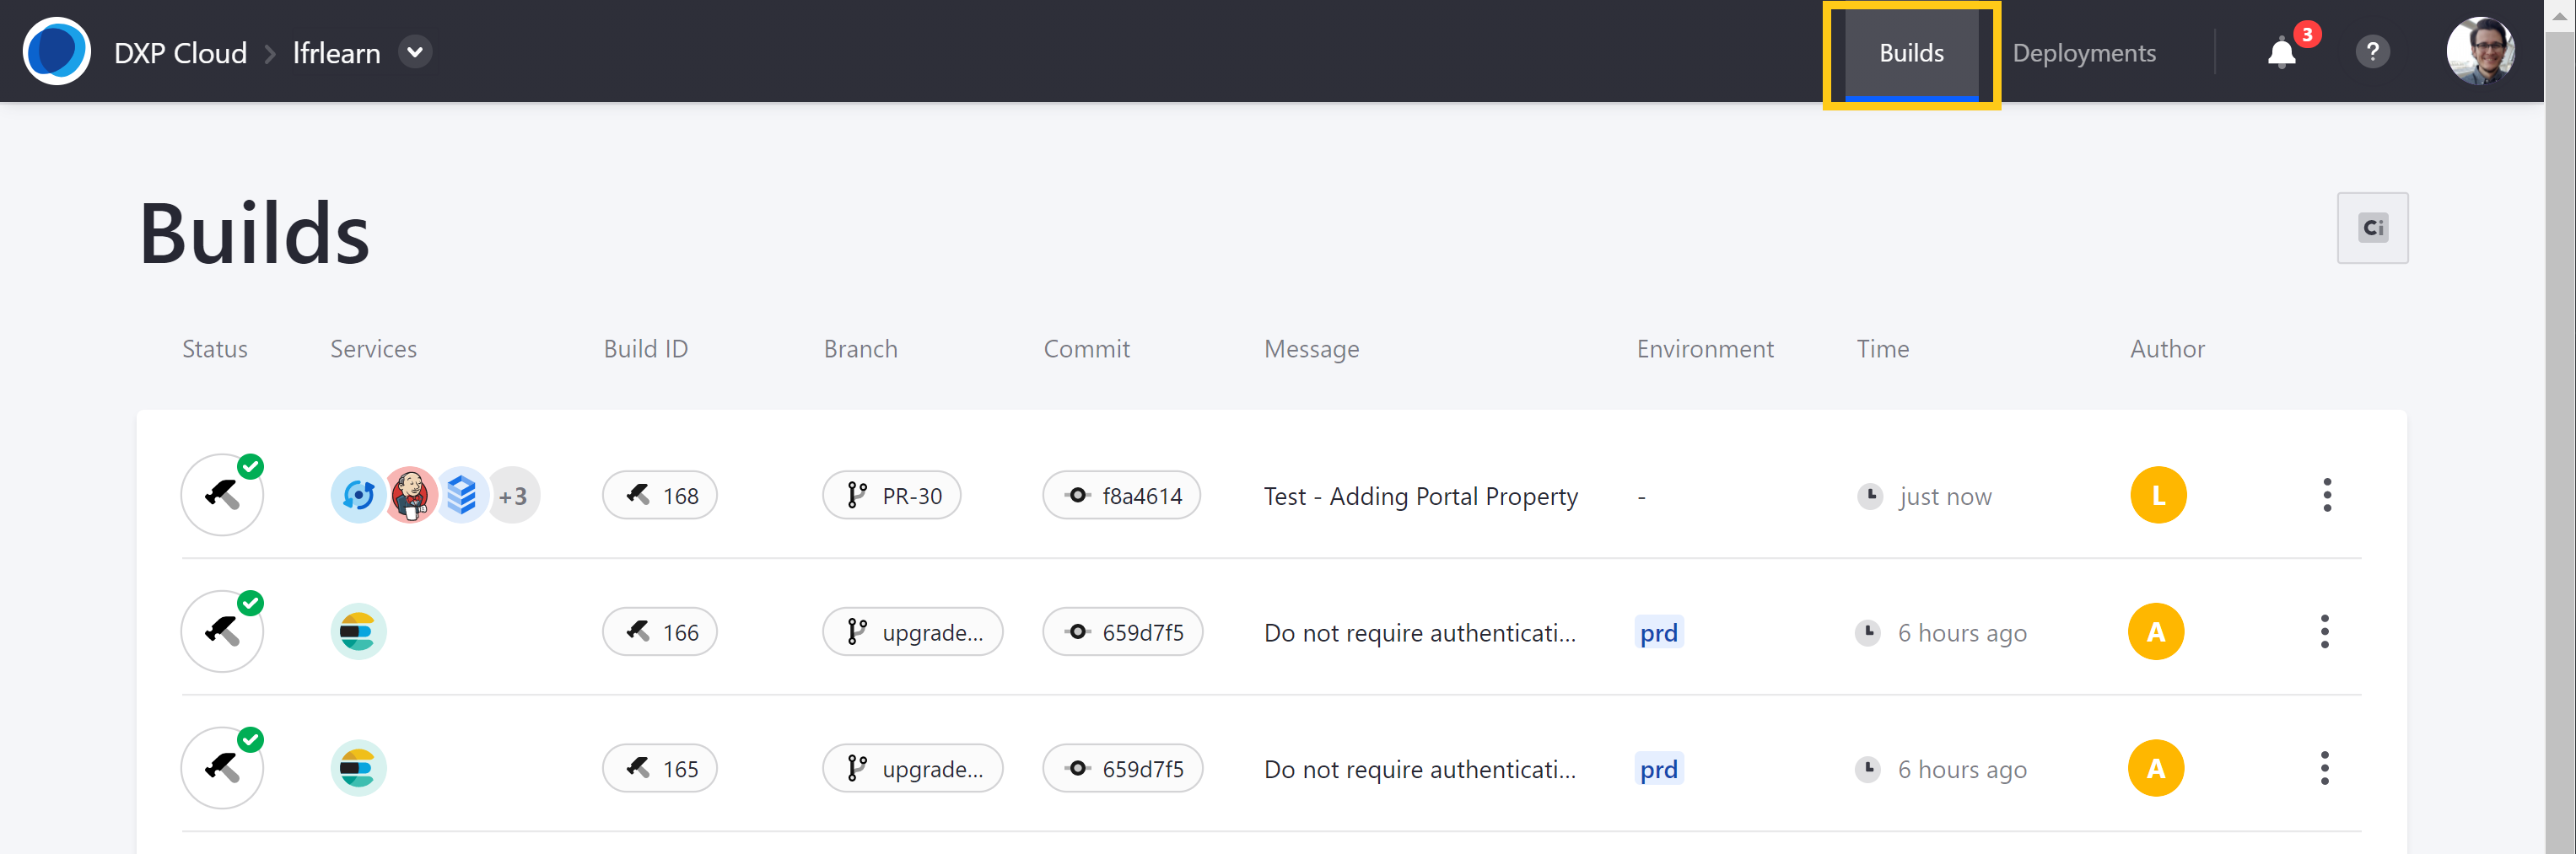 DXP Cloud > lfrlearn Builds Deployments 3 ?
Builds
Ci
Status Services Build ID Branch Commit Message Environment Time Author
+3 168 PR-30 f8a4614 Test - Adding Portal Property - just now L
166 upgrade... 659d7f5 Do not require authenticati... prd 6 hours ago A
165 upgrade... 659d7f5 Do not require authenticati... prd 6 hours ago A